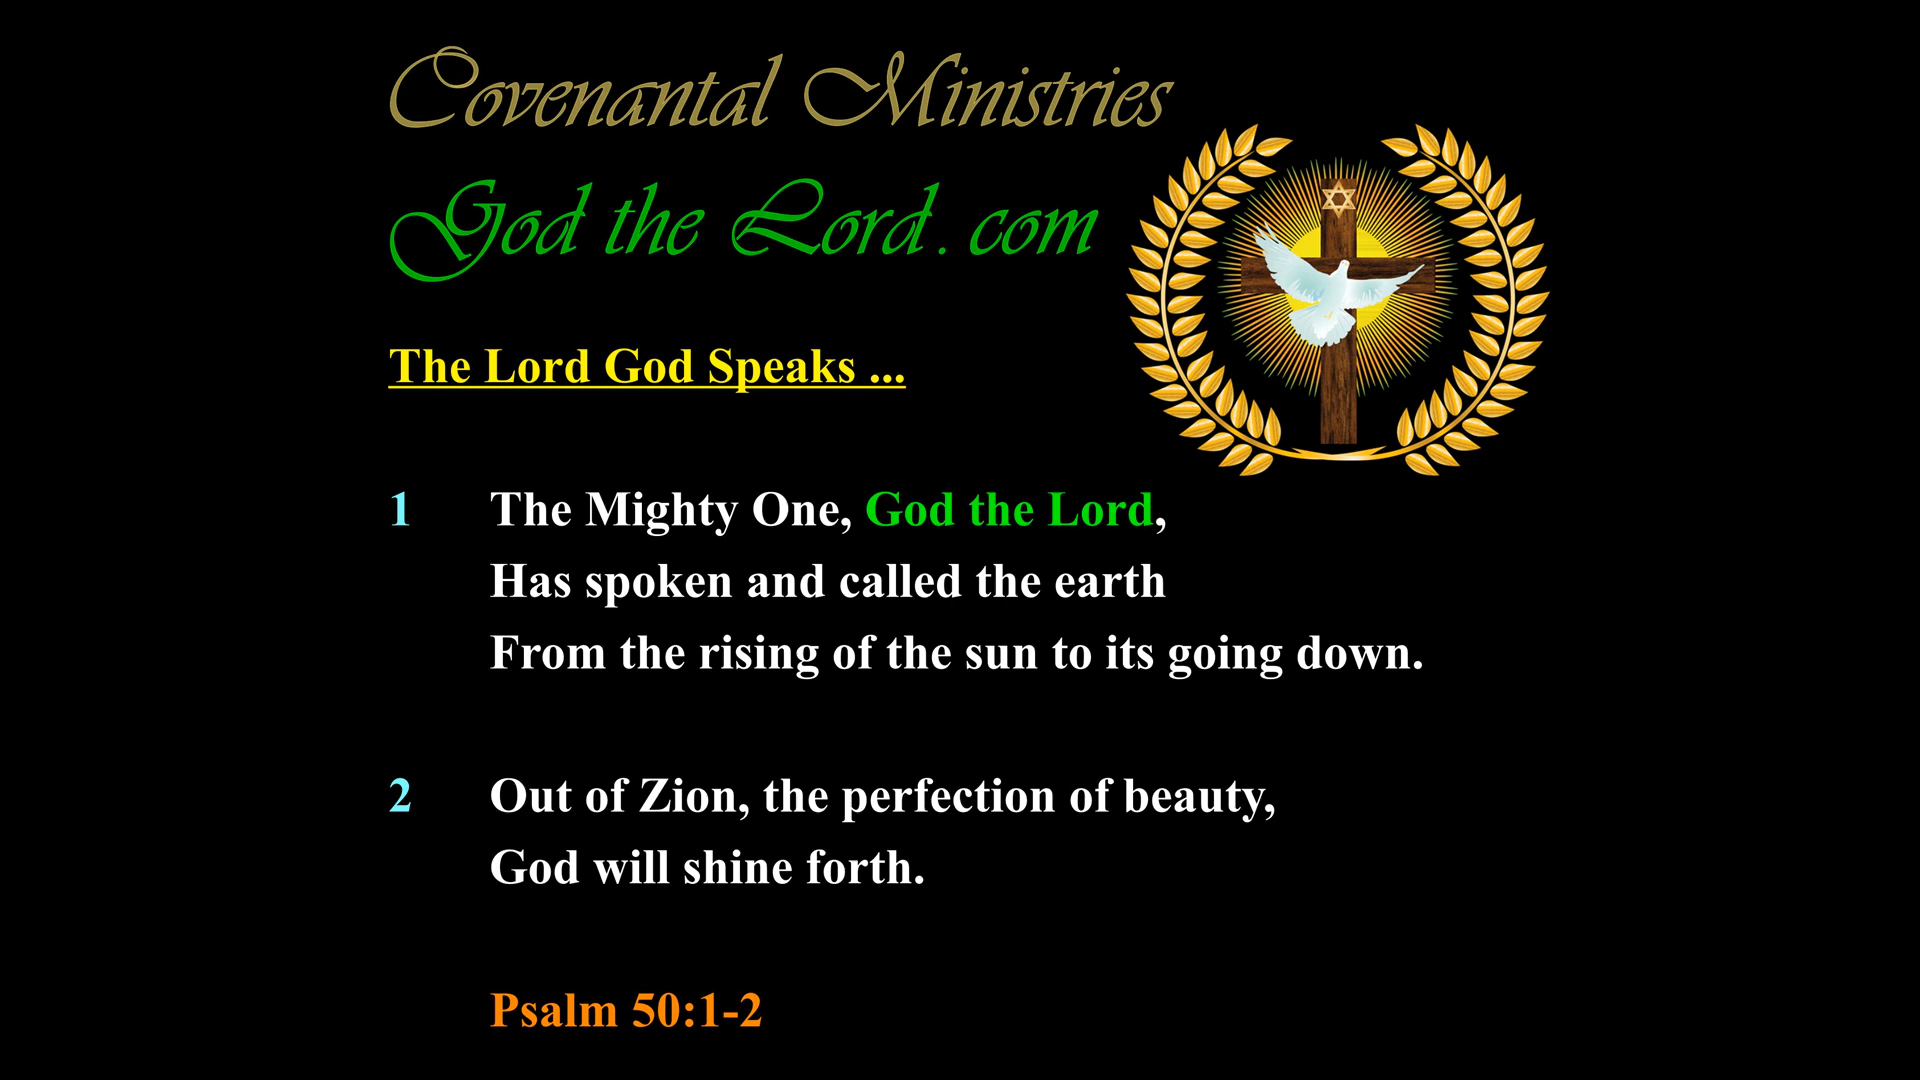 Covenantal Ministries
God the Lord.com
The Lord God Speaks ...
1 The Mighty One, God the Lord,
Has spoken and called the earth
From the rising of the sun to its going down.
2 Out of Zion, the perfection of beauty,
God will shine forth.
Psalm 50:1-2